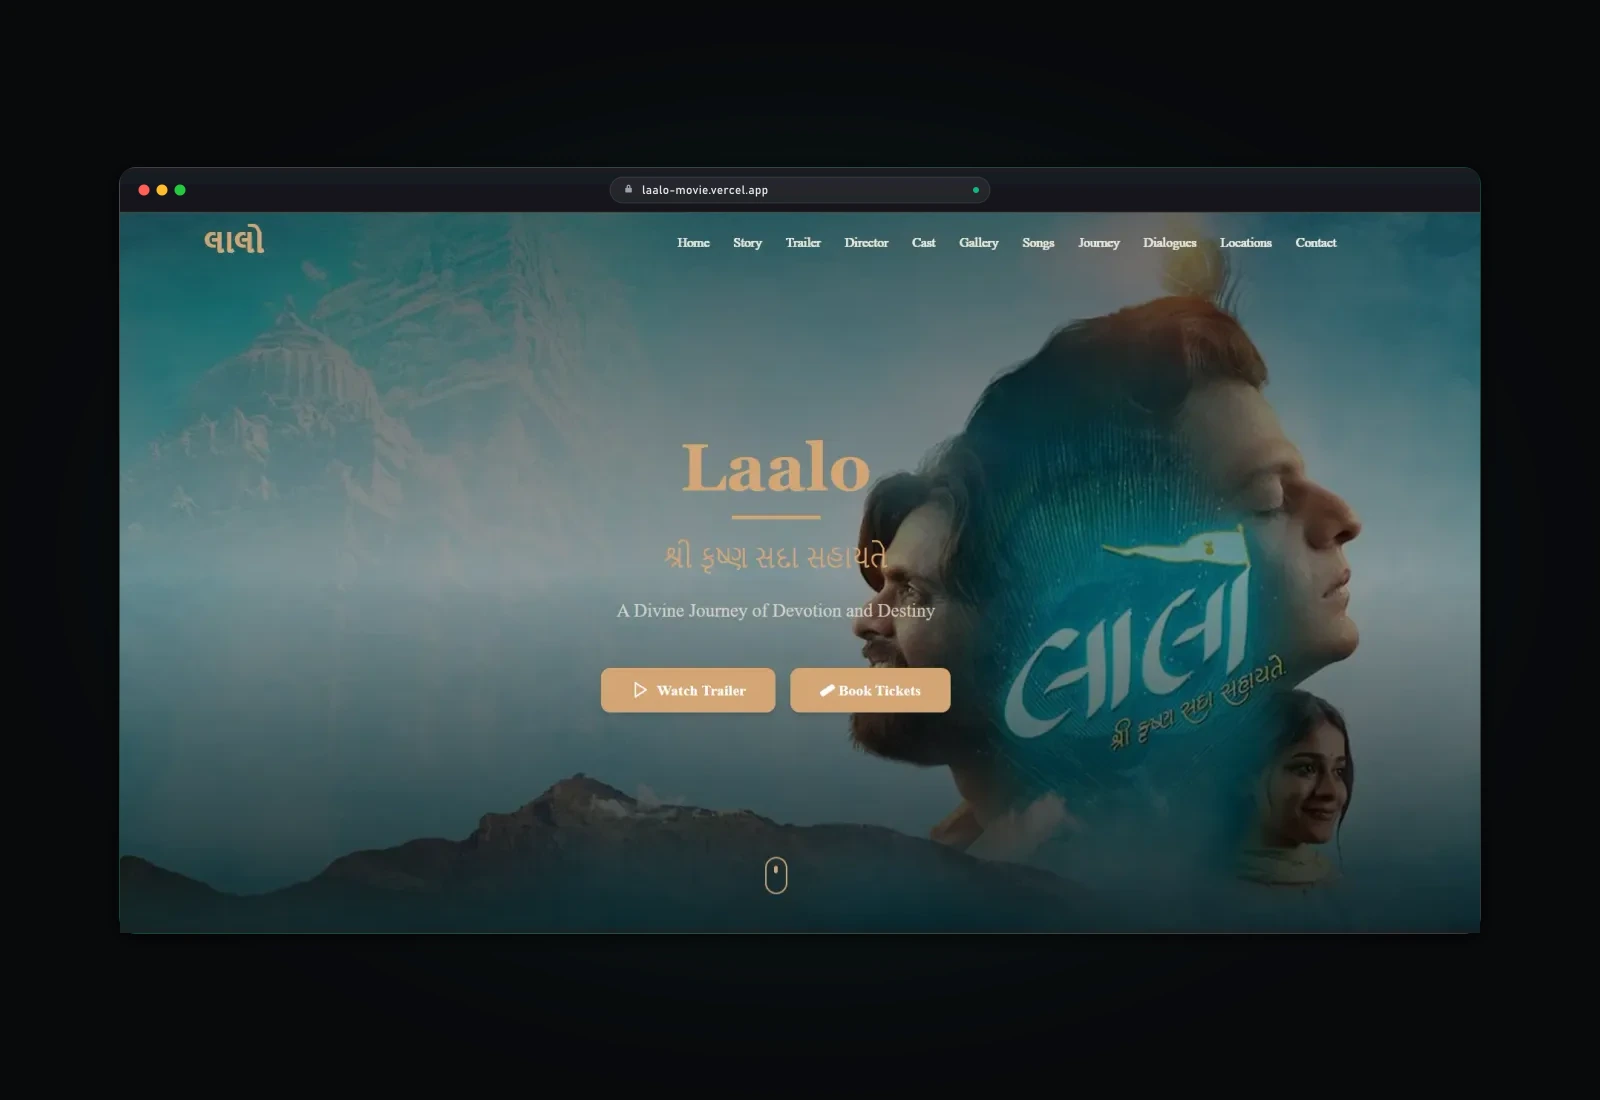 laalo-movie.vercel.app
લાલો
Home Story Trailer Director Cast Gallery Songs Journey Dialogues Locations Contact
Laalo
શ્રી કૃષ્ણ સદા સહાયતે
A Divine Journey of Devotion and Destiny
Watch Trailer
Book Tickets
લાલો
શ્રી કૃષ્ણ સદા સહાયતે.